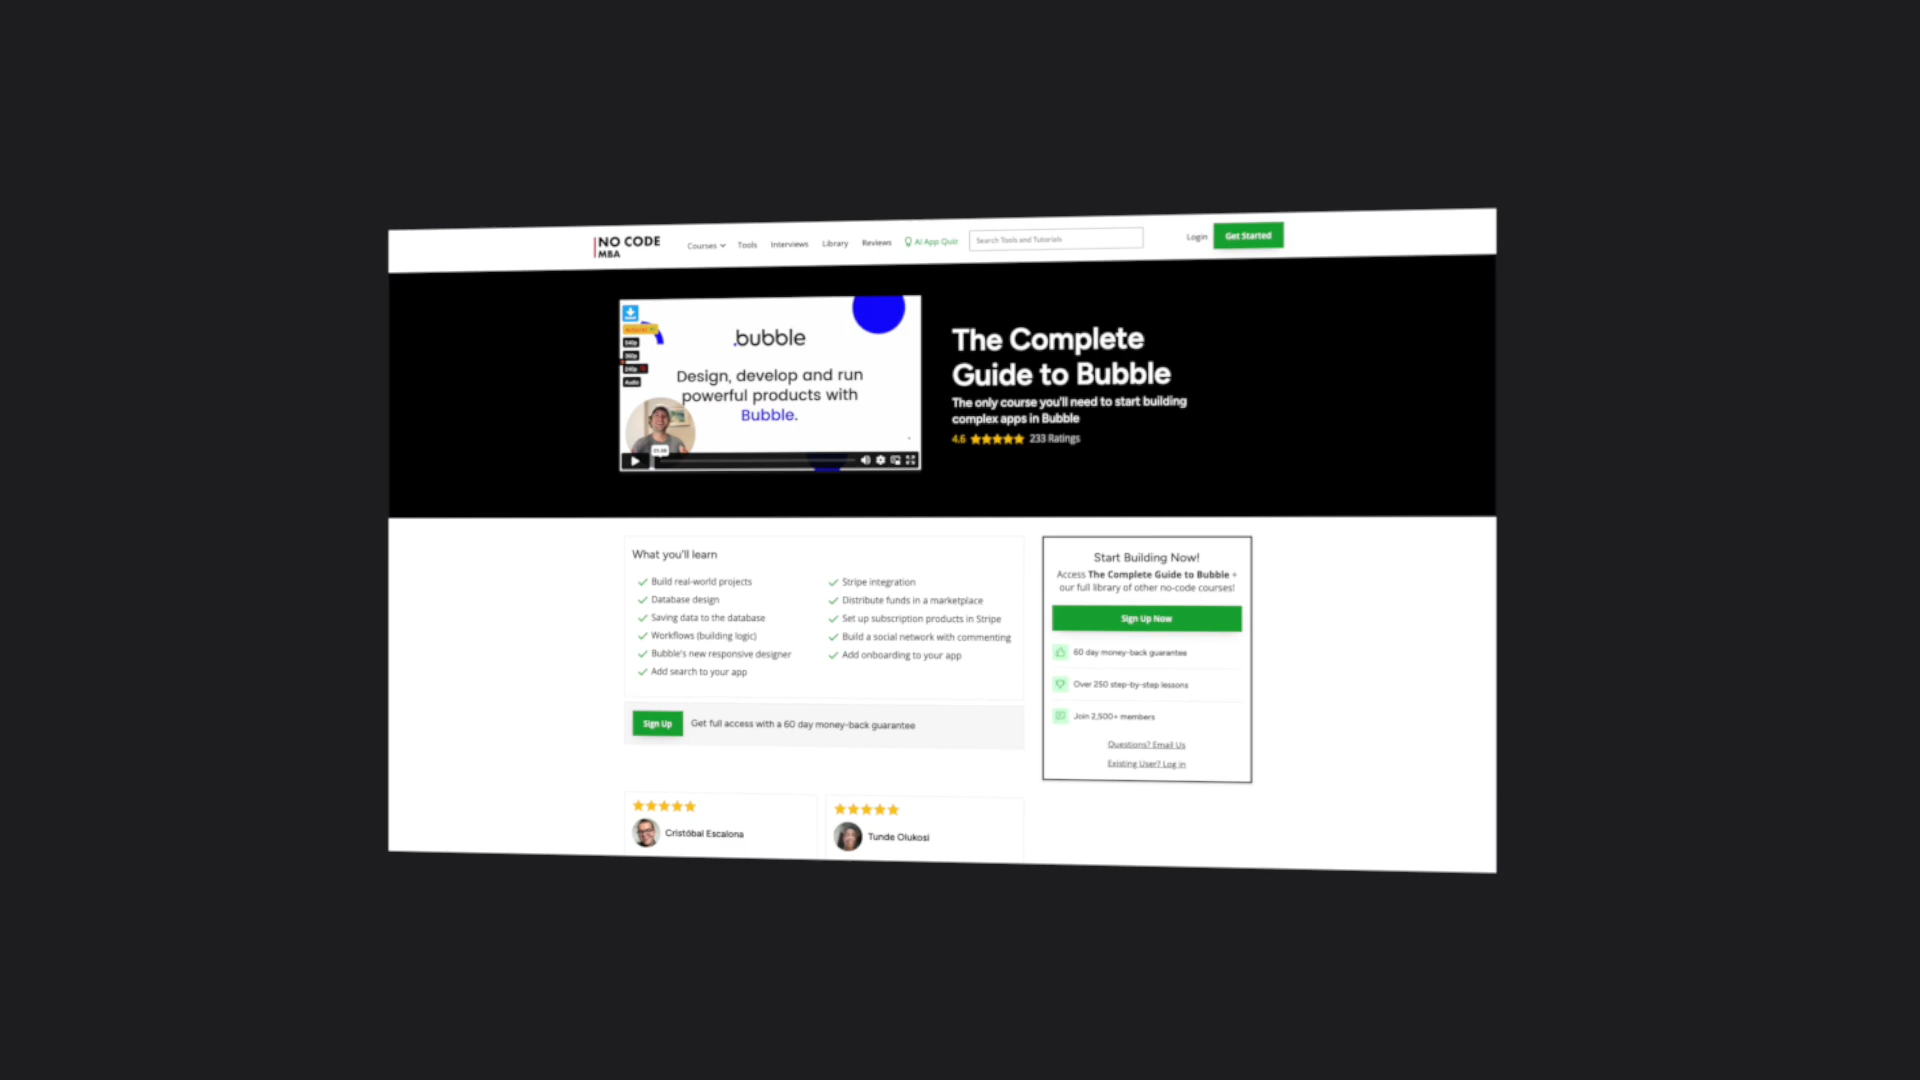 NO CODE
MBA
Courses
Tools
Interviews
Library
Reviews
AI App Quiz
Search Tools and Tutorials
Login
Get Started
.bubble
Design, develop and run
powerful products with
Bubble.
Audio
The Complete
Guide to Bubble
The only course you'll need to start building
complex apps in Bubble
4.6
233 Ratings
What you'll learn
Build real-world projects
Database design
Saving data to the database
Workflows (building logic)
Bubble's new responsive designer
Add search to your app
Stripe integration
Distribute funds in a marketplace
Set up subscription products in Stripe
Build a social network with commenting
Add onboarding to your app
Sign Up
Get full access with a 60 day money-back guarantee
Start Building Now!
Access The Complete Guide to Bubble +
our full library of other no-code courses!
Sign Up Now
60 day money-back guarantee
Over 250 step-by-step lessons
Join 2,500+ members
Questions? Email Us
Existing User? Log in
Cristóbal Escalona
Tunde Olukosi